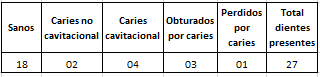 Sanos
Caries no
cavitacional
Caries
cavitacional
Obturados
por caries
Perdidos
por
caries
Total
dientes
presentes
18 02 04 03 01 27